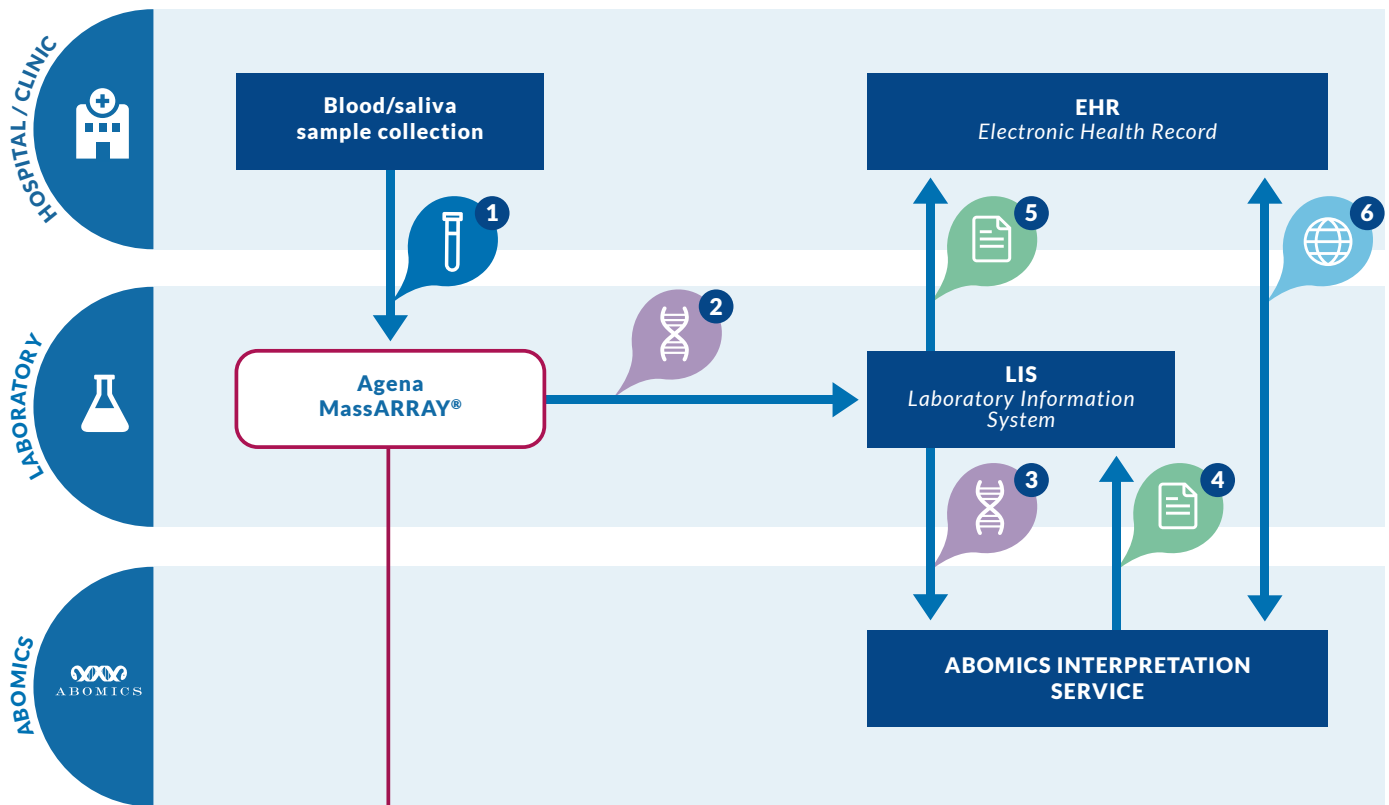 HOSPITAL / CLINIC
Blood/saliva
sample collection
EHR
Electronic Health Record
1
5
6
LABORATORY
2
Agena
MassARRAY®
LIS
Laboratory Information
System
3
4
ABOMICS
ABOMICS
ABOMICS INTERPRETATION
SERVICE